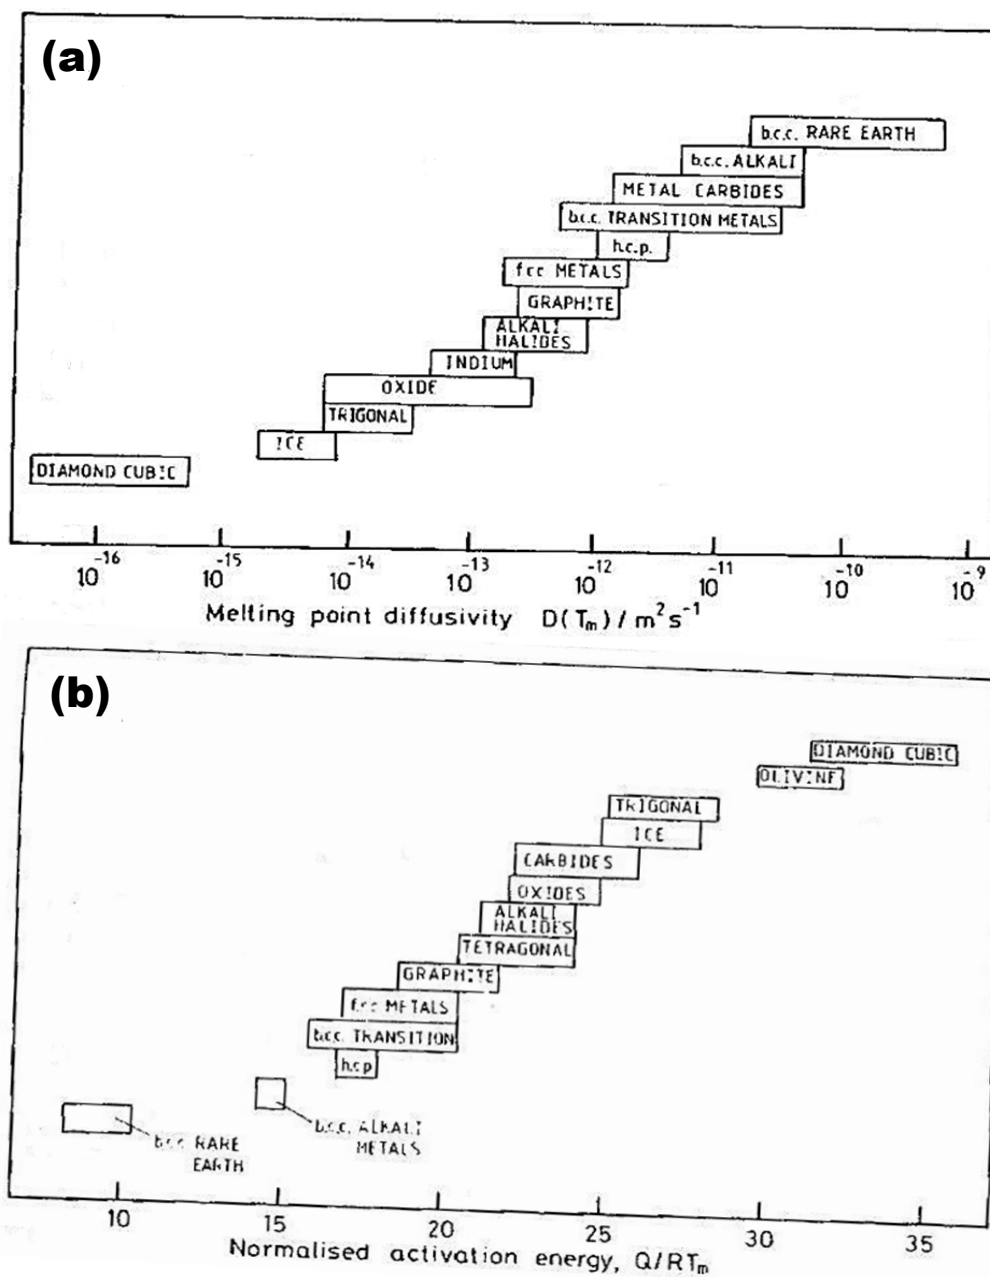 (a)
b.c.c. RARE EARTH
b.c.c. ALKALI
METAL CARBIDES
b.c.c. TRANSITION METALS
h.c.p.
f.c.c. METALS
GRAPHITE
ALKALI
HALIDES
INDIUM
OXIDE
TRIGONAL
ICE
DIAMOND CUBIC
10⁻¹⁶ 10⁻¹⁵ 10⁻¹⁴ 10⁻¹³ 10⁻¹² 10⁻¹¹ 10⁻¹⁰ 10⁻⁹
Melting point diffusivity D(Tₘ) / m²s⁻¹
(b)
DIAMOND CUBIC
OLIVINE
TRIGONAL
ICE
CARBIDES
OXIDES
ALKALI
HALIDES
TETRAGONAL
GRAPHITE
f.c.c. METALS
b.c.c. TRANSITION
h.c.p
b.c.c. ALKALI
METALS
b.c.c. RARE
EARTH
10 15 20 25 30 35
Normalised activation energy, Q/RTₘ